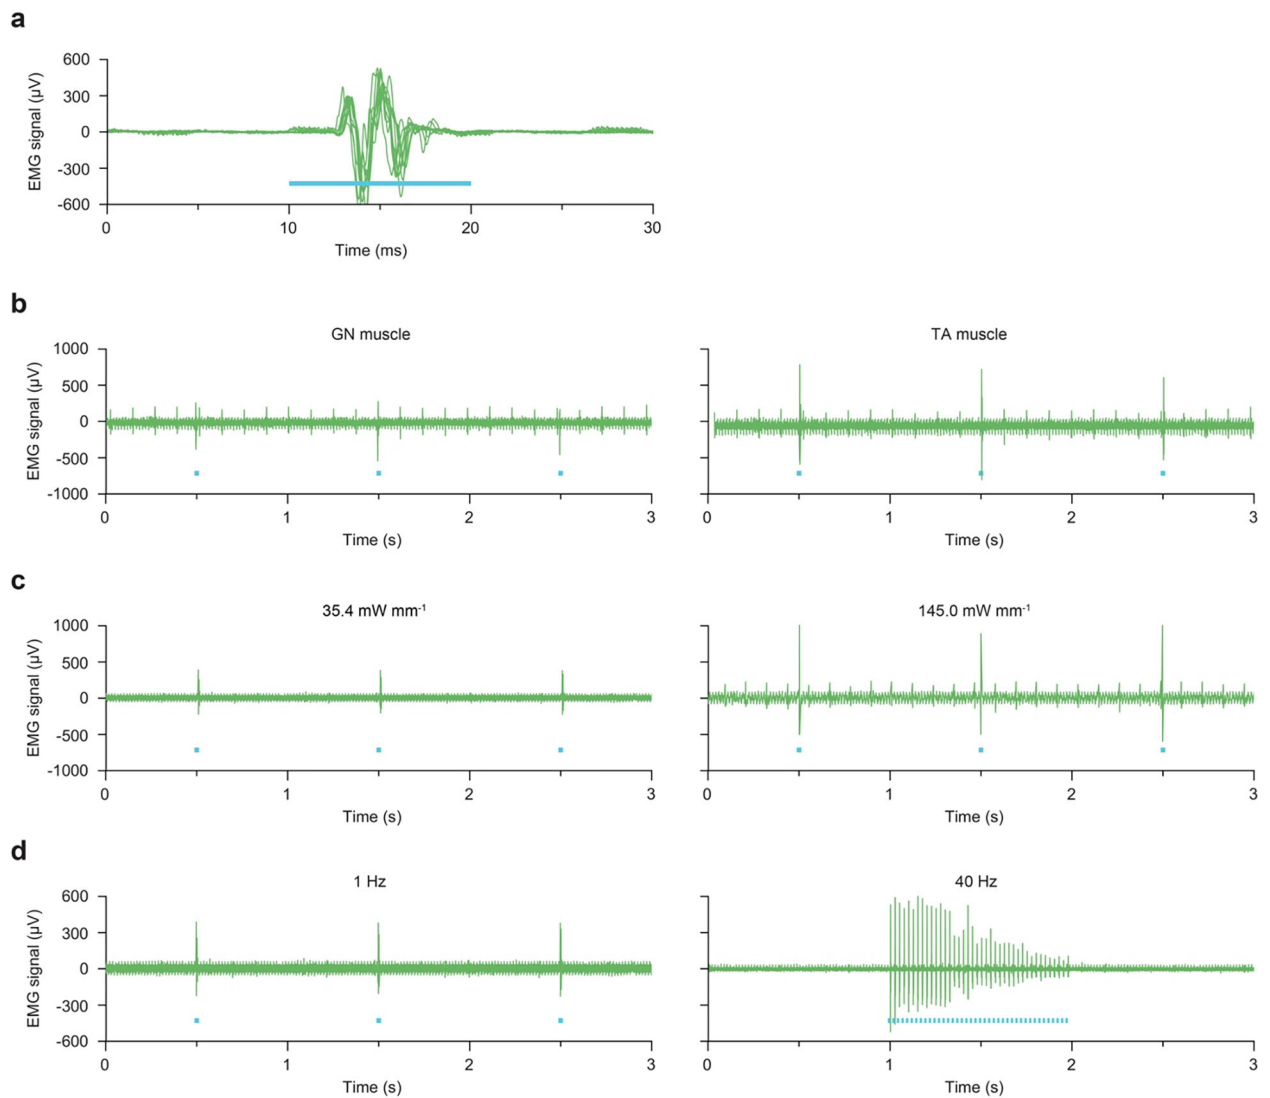 a
600
300
0
-300
-600
EMG signal (µV)
0 10 20 30
Time (ms)
b
GN muscle TA muscle
1000
500
0
-500
-1000
EMG signal (µV)
0 1 2 3 0 1 2 3
Time (s) Time (s)
c
35.4 mW mm-1 145.0 mW mm-1
1000
500
0
-500
-1000
EMG signal (µV)
0 1 2 3 0 1 2 3
Time (s) Time (s)
d
1 Hz 40 Hz
600
300
0
-300
-600
EMG signal (µV)
0 1 2 3 0 1 2 3
Time (s) Time (s)